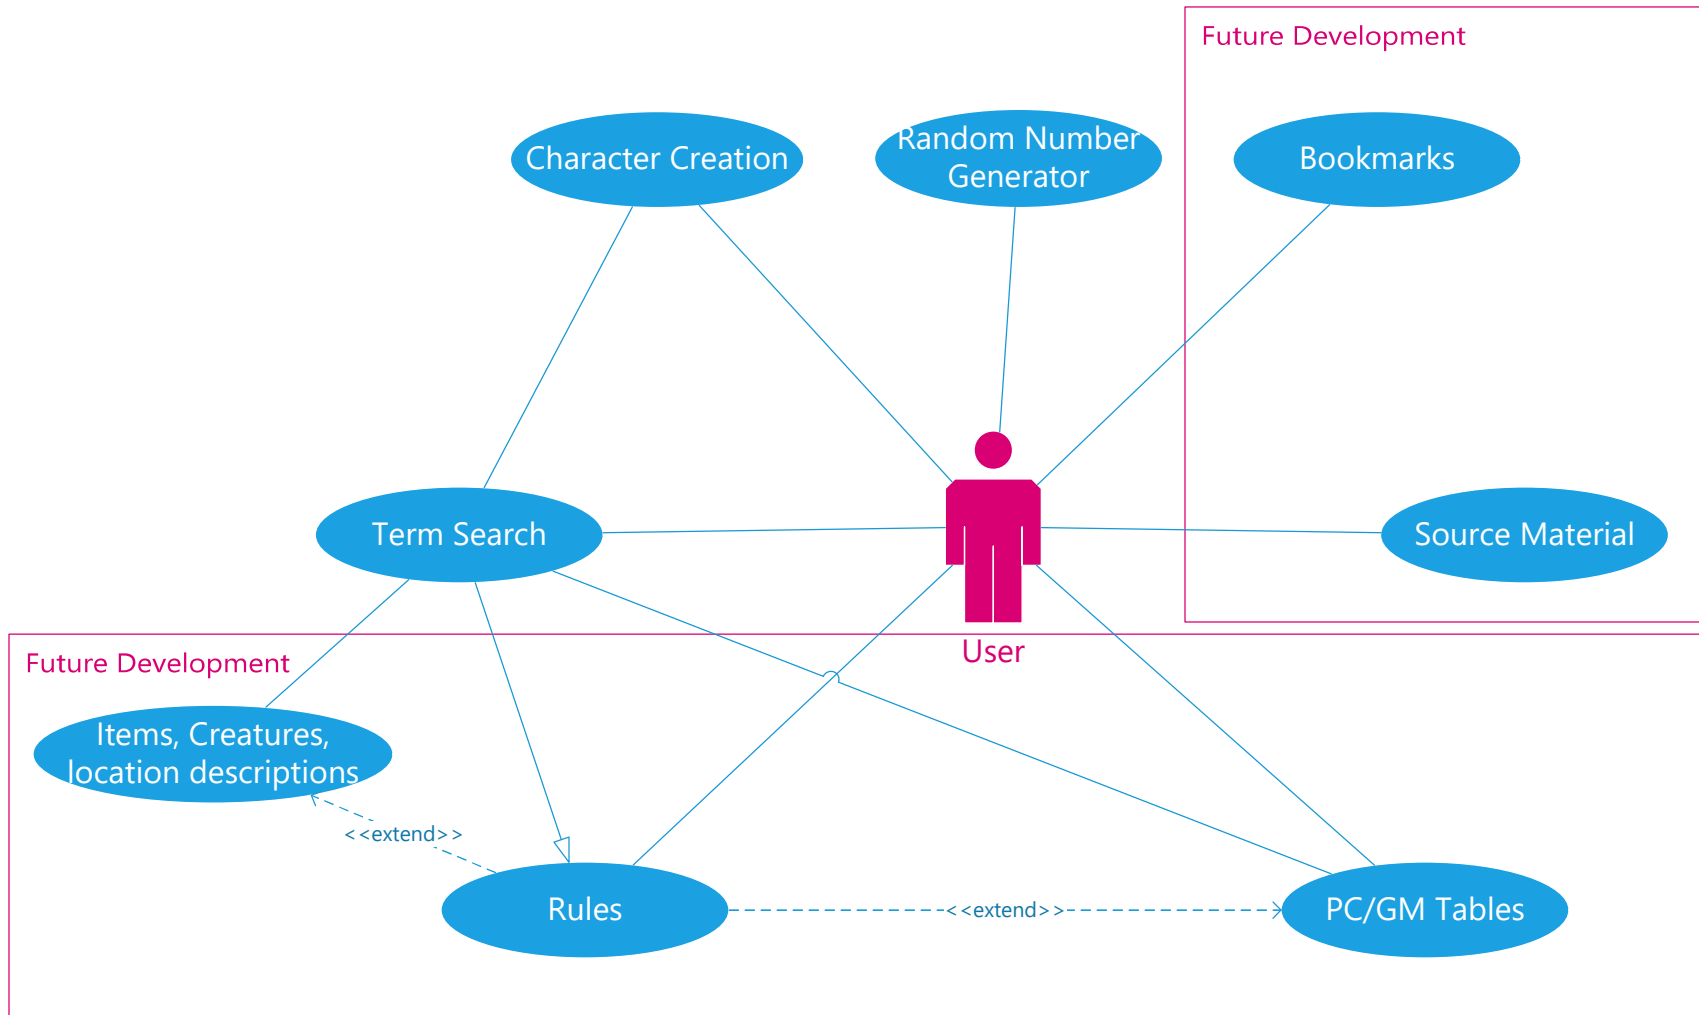 Future Development
Character Creation
Random Number
Generator
Bookmarks
Term Search
Source Material
User
Future Development
Items, Creatures,
location descriptions
<<extend>>
Rules
<<extend>>
PC/GM Tables